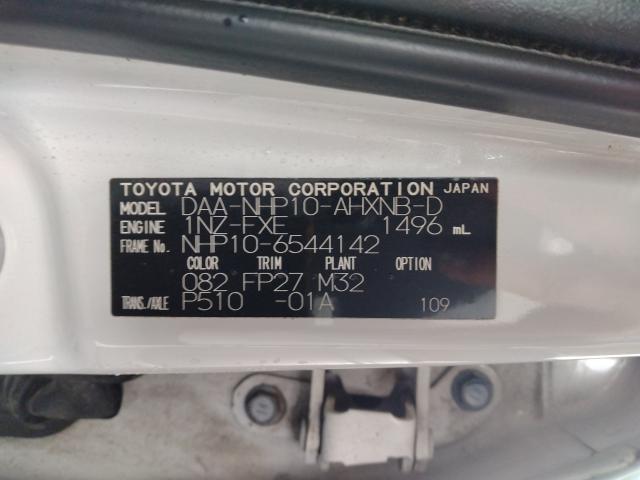 TOYOTA MOTOR CORPORATION JAPAN
MODEL DAA-NHP10-AHXNB-D
ENGINE 1NZ-FXE 1496 mL
FRAME No. NHP10-6544142
COLOR TRIM PLANT OPTION
082 FP27 M32
TRANS./AXLE P510 -01A 109